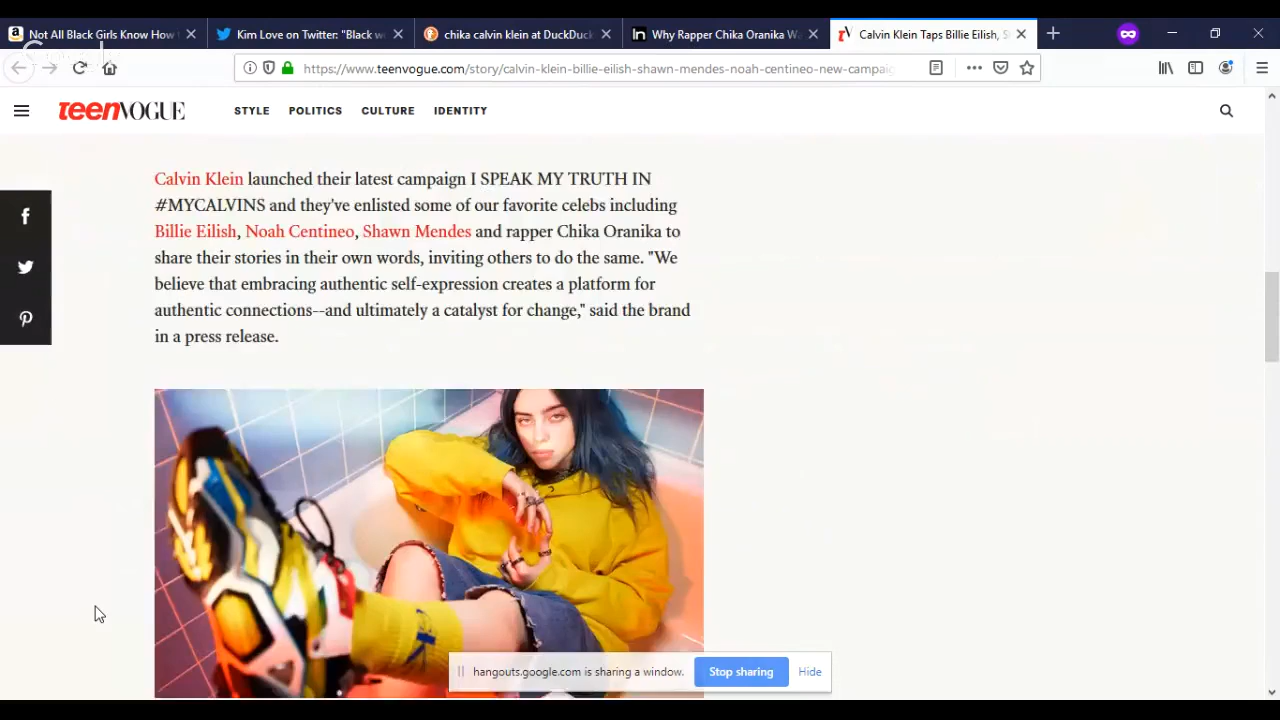 Not All Black Girls Know How
Kim Love on Twitter: "Black w
chika calvin klein at DuckDuck
Why Rapper Chika Oranika Wa
Calvin Klein Taps Billie Eilish, S
https://www.teenvogue.com/story/calvin-klein-billie-eilish-shawn-mendes-noah-centineo-new-campaig
teenVOGUE
STYLE
POLITICS
CULTURE
IDENTITY
Calvin Klein launched their latest campaign I SPEAK MY TRUTH IN
#MYCALVINS and they've enlisted some of our favorite celebs including
Billie Eilish, Noah Centineo, Shawn Mendes and rapper Chika Oranika to
share their stories in their own words, inviting others to do the same. "We
believe that embracing authentic self-expression creates a platform for
authentic connections--and ultimately a catalyst for change," said the brand
in a press release.
hangouts.google.com is sharing a window.
Stop sharing
Hide